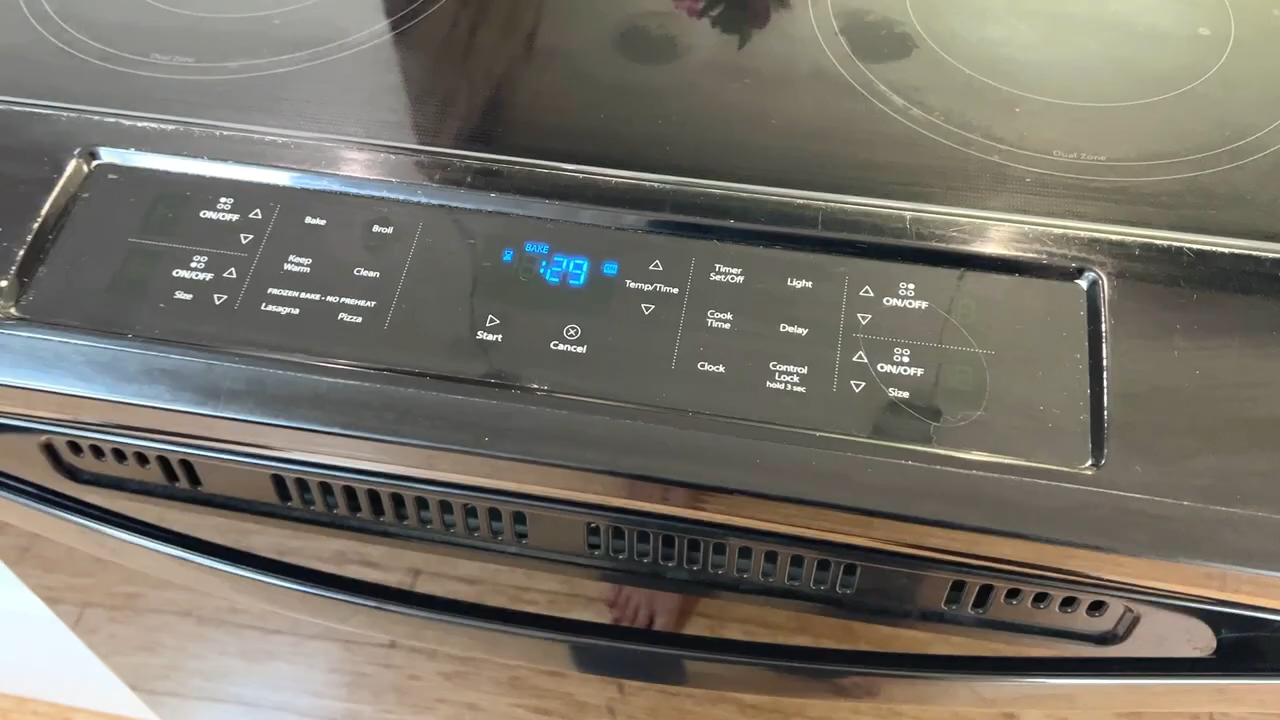 Dual Zone
Dual Zone
ON/OFF
ON/OFF
Size
Bake
Broil
Keep
Warm
Clean
FROZEN BAKE - NO PREHEAT
Lasagna
Pizza
BAKE
:29
ON
Start
Cancel
Temp/Time
Timer
Set/Off
Light
Cook
Time
Delay
Clock
Control
Lock
hold 3 sec
ON/OFF
ON/OFF
Size